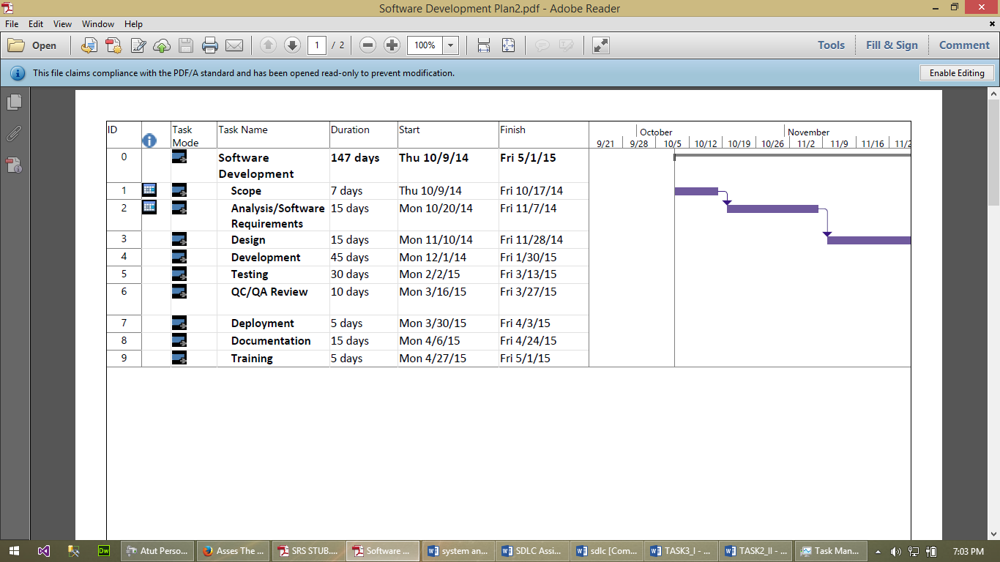 Software Development Plan2.pdf - Adobe Reader
File Edit View Window Help
Open 1 / 2 100% Tools Fill & Sign Comment
This file claims compliance with the PDF/A standard and has been opened read-only to prevent modification. Enable Editing
ID Task Mode Task Name Duration Start Finish
October November
9/21 9/28 10/5 10/12 10/19 10/26 11/2 11/9 11/16
0 Software Development 147 days Thu 10/9/14 Fri 5/1/15
1 Scope 7 days Thu 10/9/14 Fri 10/17/14
2 Analysis/Software Requirements 15 days Mon 10/20/14 Fri 11/7/14
3 Design 15 days Mon 11/10/14 Fri 11/28/14
4 Development 45 days Mon 12/1/14 Fri 1/30/15
5 Testing 30 days Mon 2/2/15 Fri 3/13/15
6 QC/QA Review 10 days Mon 3/16/15 Fri 3/27/15
7 Deployment 5 days Mon 3/30/15 Fri 4/3/15
8 Documentation 15 days Mon 4/6/15 Fri 4/24/15
9 Training 5 days Mon 4/27/15 Fri 5/1/15
Dw Atut Perso... Asses The ... SRS STUB.... Software ... system an... SDLC Assi... sdlc [Com... TASK3_I - ... TASK2_II - ... Task Man... 7:03 PM